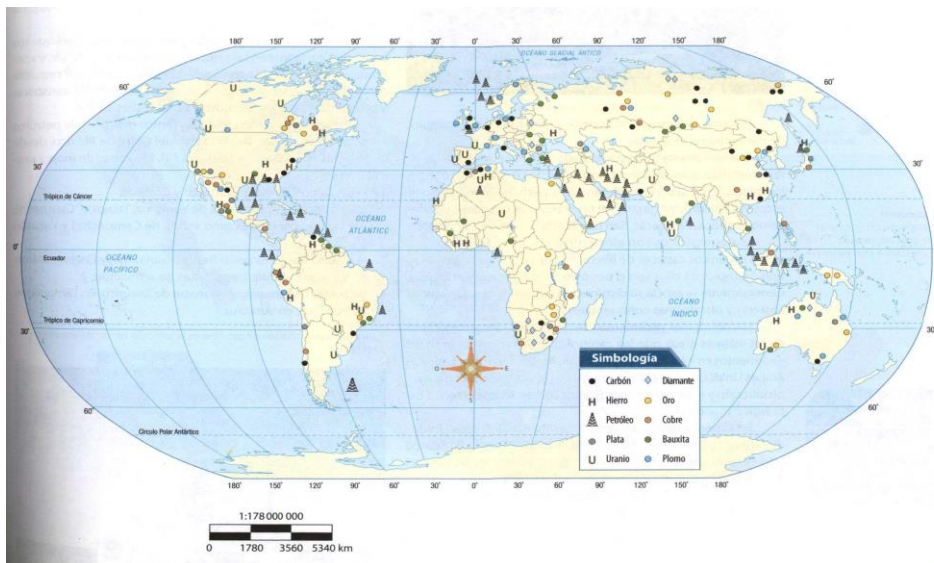 180° 150° 120° 90° 60° 30° 0° 30° 60° 90° 120° 150° 180°
OCÉANO GLACIAL ÁRTICO
60°
60°
30°
30°
Trópico de Cáncer
OCÉANO
ATLÁNTICO
0°
0°
Ecuador
OCÉANO
PACÍFICO
OCÉANO
ÍNDICO
Trópico de Capricornio
30°
30°
N
O
E
60°
60°
Círculo Polar Antártico
Simbología
Carbón
Diamante
H Hierro
Oro
Petróleo
Cobre
Plata
Bauxita
U Uranio
Plomo
180° 150° 120° 90° 60° 30° 0° 30° 60° 90° 120° 150° 180°
1:178 000 000
0 1780 3560 5340 km